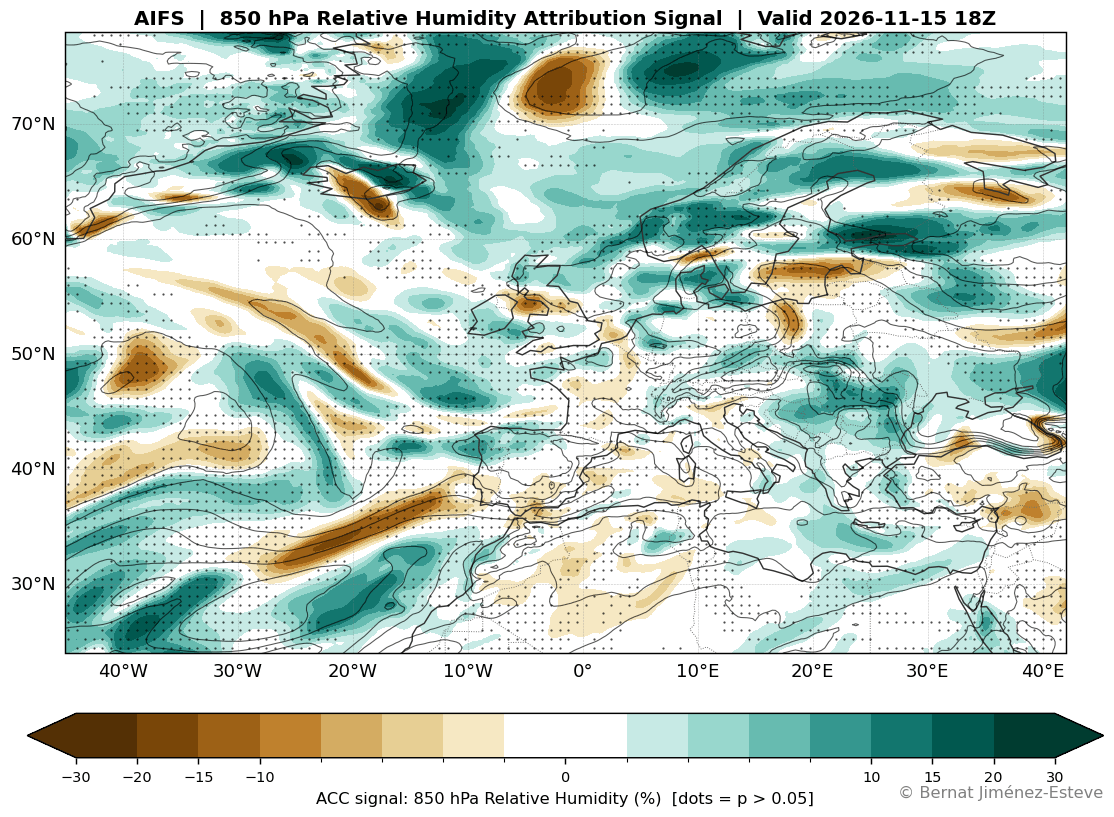 AIFS | 850 hPa Relative Humidity Attribution Signal | Valid 2026-11-15 18Z
70°N
60°N
50°N
40°N
30°N
40°W 30°W 20°W 10°W 0° 10°E 20°E 30°E 40°E
−30 −20 −15 −10 0 10 15 20 30
ACC signal: 850 hPa Relative Humidity (%) [dots = p > 0.05]
© Bernat Jiménez-Esteve